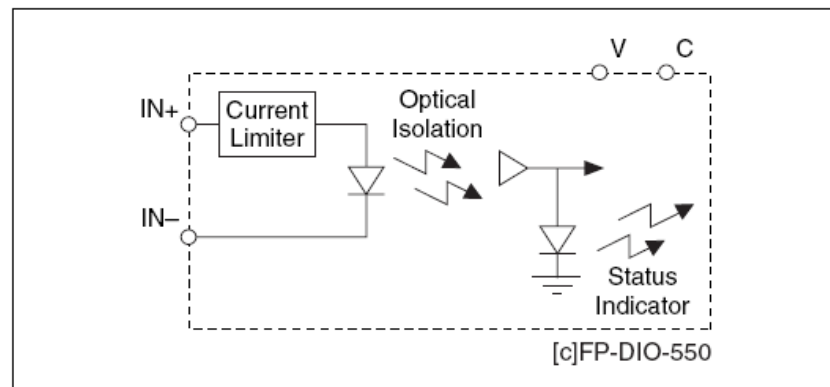 V C
IN+
Current
Limiter
Optical
Isolation
IN–
Status
Indicator
[c]FP-DIO-550